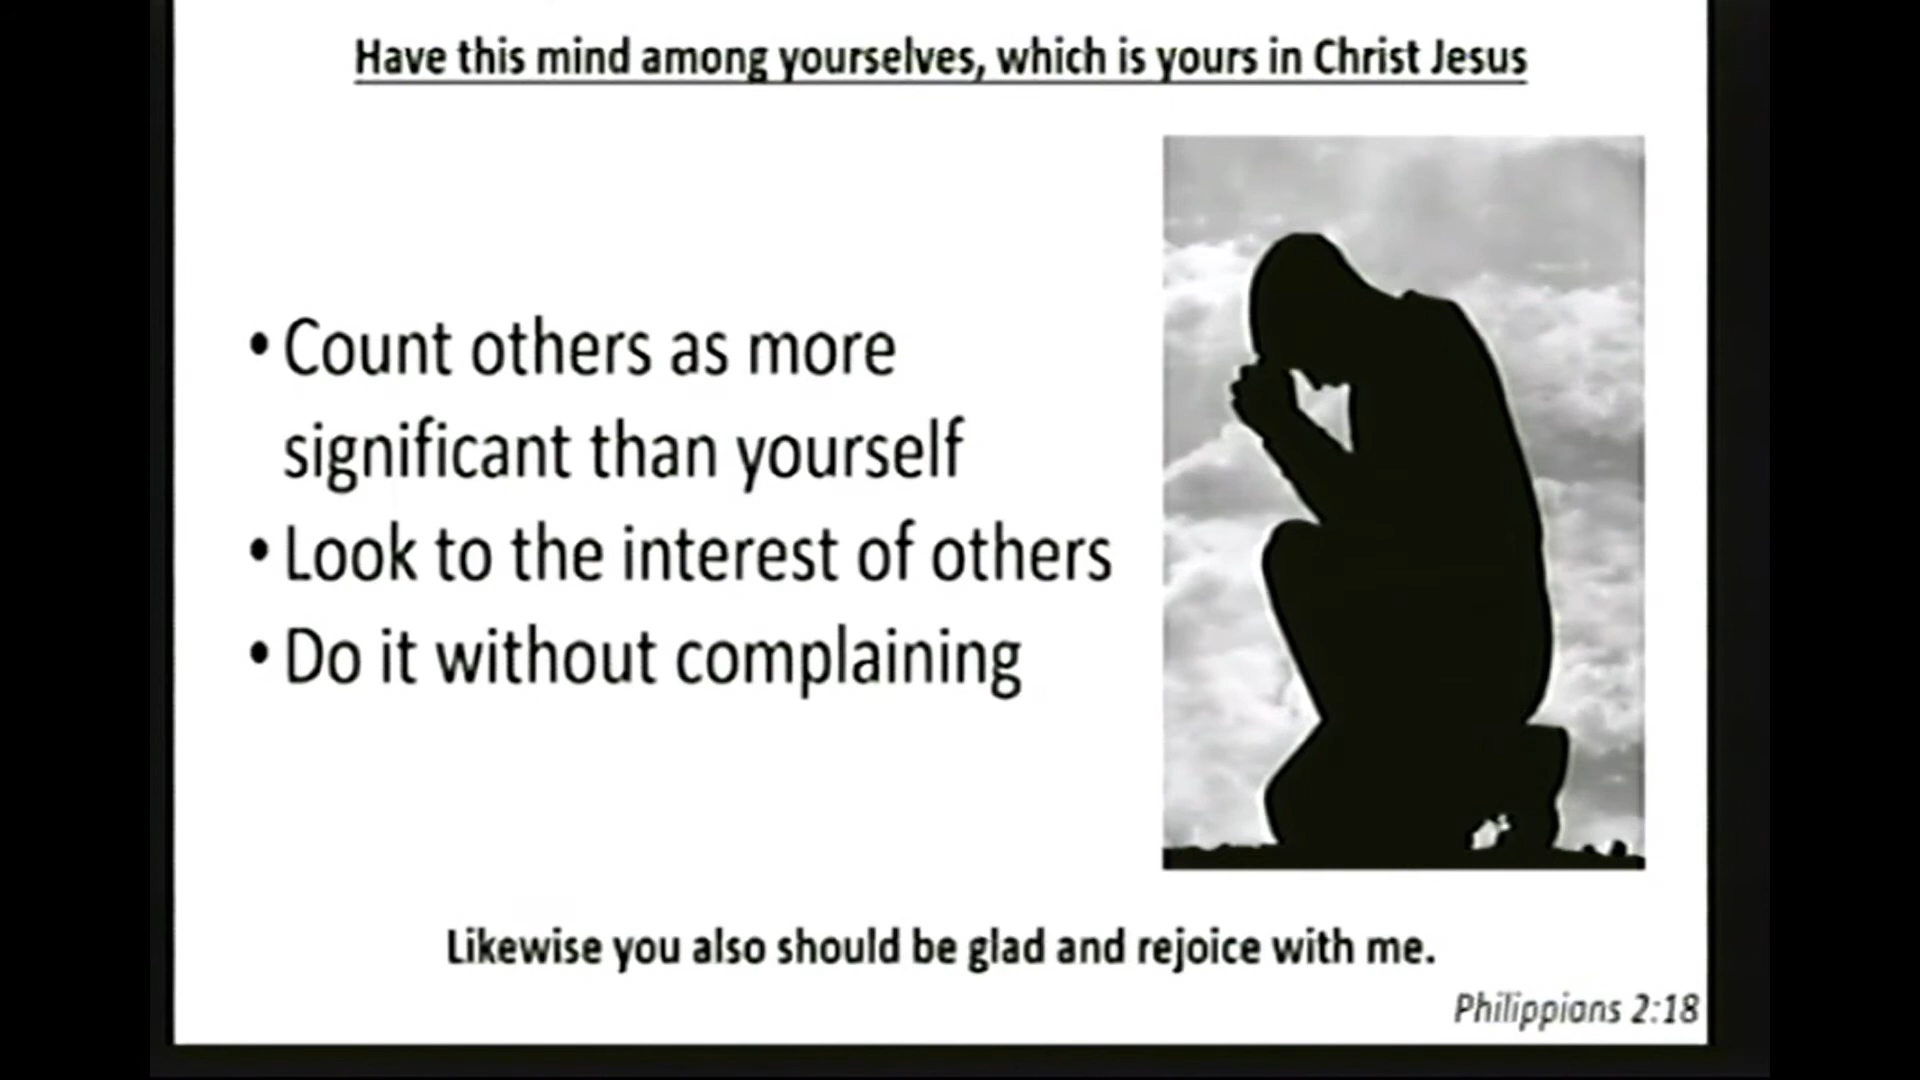 Have this mind among yourselves, which is yours in Christ Jesus
• Count others as more
significant than yourself
• Look to the interest of others
• Do it without complaining
Likewise you also should be glad and rejoice with me.
Philippians 2:18